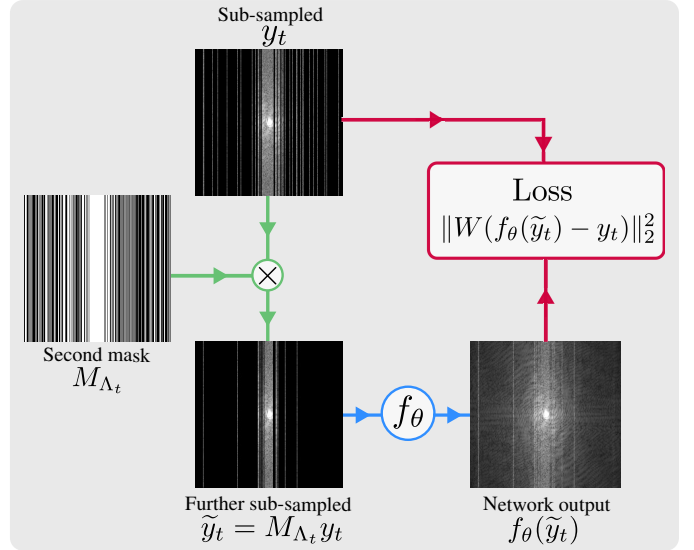 Sub-sampled
y_t
Loss
‖W(f_θ(ỹ_t) − y_t)‖²₂
×
Second mask
M_{Λ_t}
f_θ
Further sub-sampled
ỹ_t = M_{Λ_t} y_t
Network output
f_θ(ỹ_t)